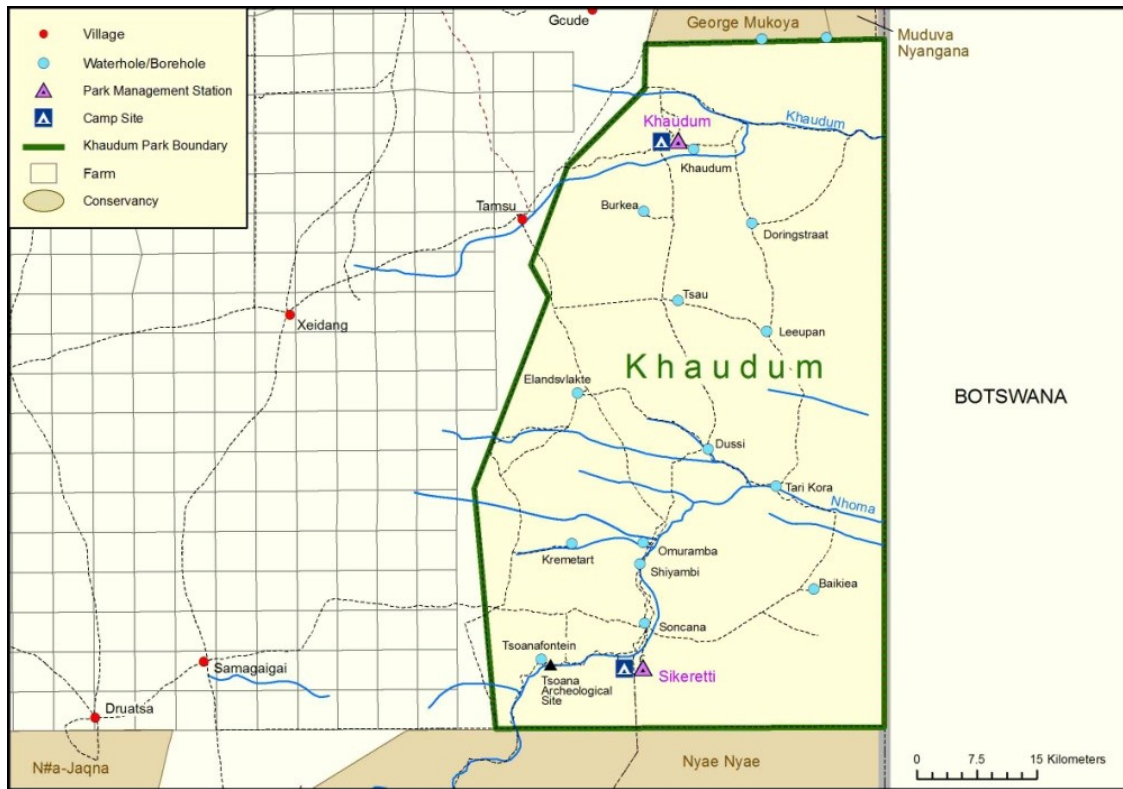 Village
Waterhole/Borehole
Park Management Station
Camp Site
Khaudum Park Boundary
Farm
Conservancy
Gcude
George Mukoya
Muduva
Nyangana
Khaudum
Khaudum
Khaudum
Tamsu
Burkea
Doringstraat
Tsau
Xeidang
Leeupan
Khaudum
Elandsvlakte
BOTSWANA
Dussi
Tari Kora
Nhoma
Omuramba
Kremetart
Shiyambi
Baikiea
Soncana
Tsoanafontein
Samagaigai
Tsoana
Archeological
Site
Sikeretti
Druatsa
N#a-Jaqna
Nyae Nyae
0 7.5 15 Kilometers